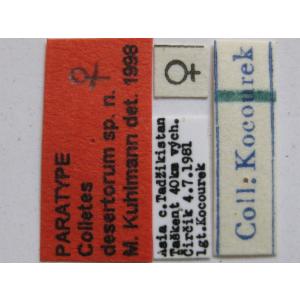 ♀
PARATYPE
Colletes
desertorum sp. n.
M. Kuhlmann det. 1998
♀
Asia c.Tadžikistan
Taškent 40km vých.
Čirčik 4.7.1981
lgt.Kocourek
Coll. Kocourek